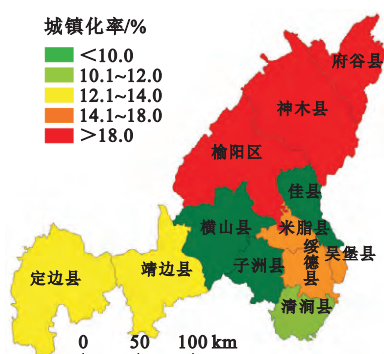 城镇化率/%
＜10.0
10.1~12.0
12.1~14.0
14.1~18.0
＞18.0
府谷县
神木县
榆阳区
佳县
横山县
米脂县
吴堡县
绥德县
子洲县
靖边县
定边县
清涧县
0 50 100 km